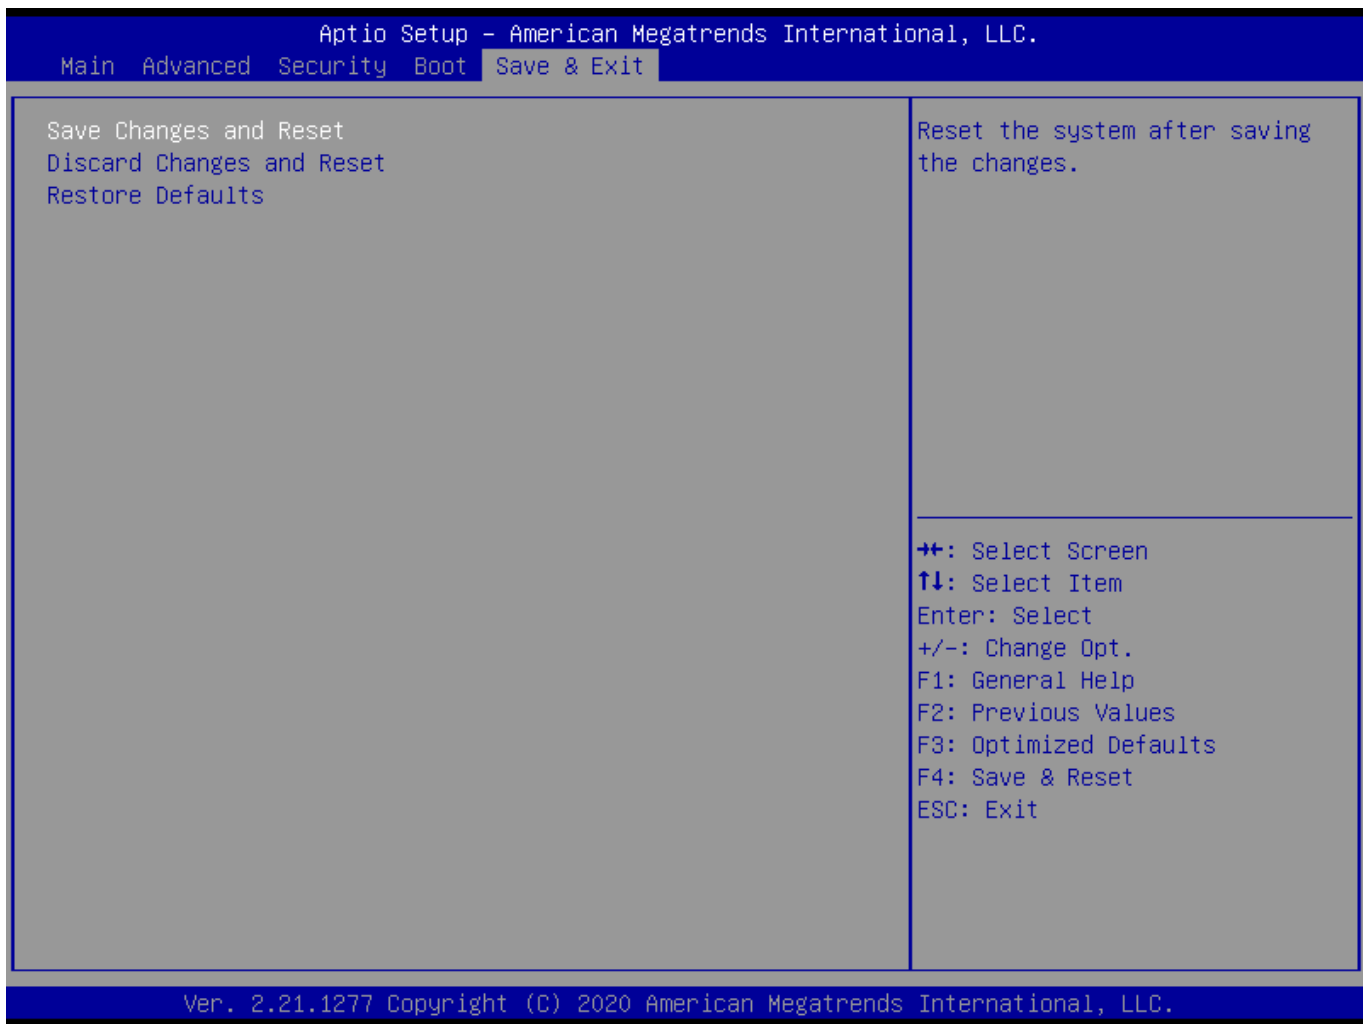 Aptio Setup – American Megatrends International, LLC.
Main Advanced Security Boot Save & Exit
Save Changes and Reset
Discard Changes and Reset
Restore Defaults
Reset the system after saving
the changes.
→←: Select Screen
↑↓: Select Item
Enter: Select
+/-: Change Opt.
F1: General Help
F2: Previous Values
F3: Optimized Defaults
F4: Save & Reset
ESC: Exit
Ver. 2.21.1277 Copyright (C) 2020 American Megatrends International, LLC.